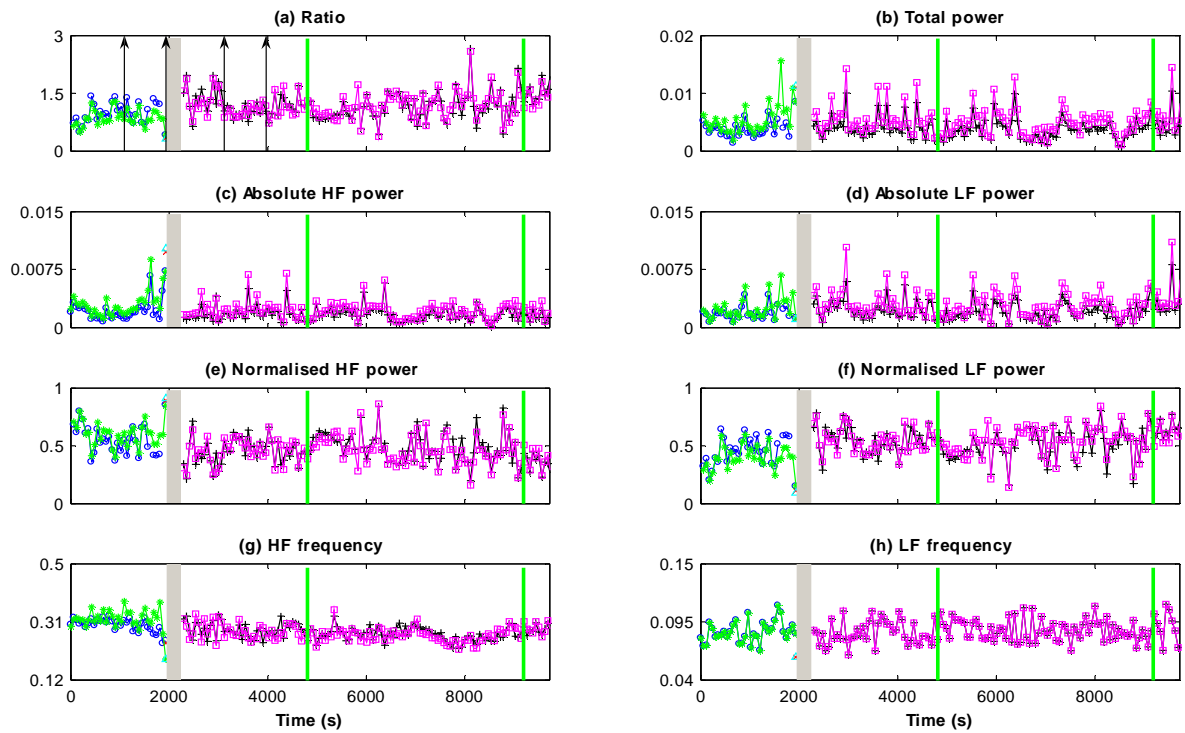 (a) Ratio
3
1.5
0
(b) Total power
0.02
0.01
0
(c) Absolute HF power
0.015
0.0075
0
(d) Absolute LF power
0.015
0.0075
0
(e) Normalised HF power
1
0.5
0
(f) Normalised LF power
1
0.5
0
(g) HF frequency
0.5
0.31
0.12
0 2000 4000 6000 8000
Time (s)
(h) LF frequency
0.15
0.095
0.04
0 2000 4000 6000 8000
Time (s)